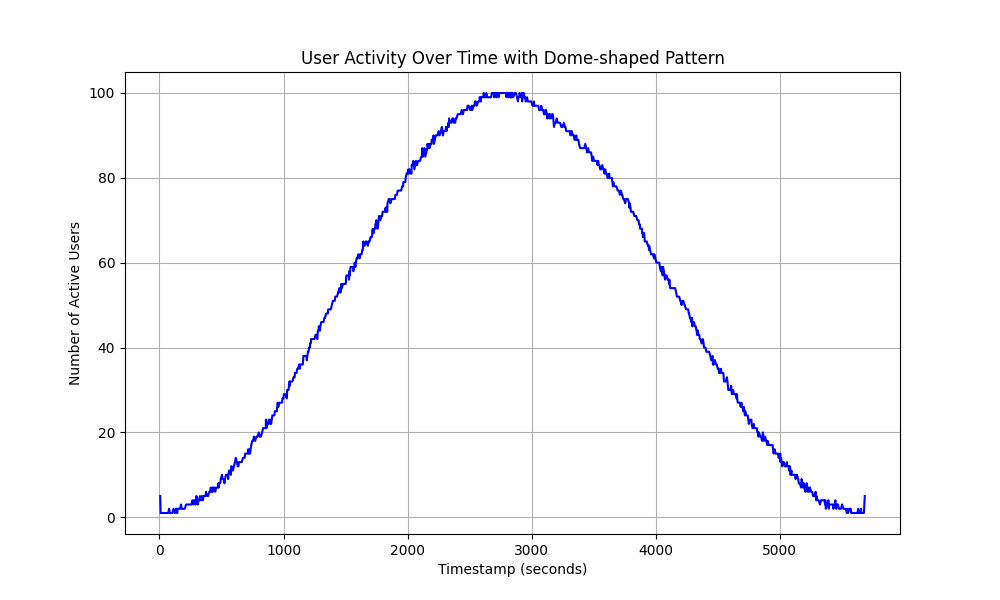 User Activity Over Time with Dome-shaped Pattern
Number of Active Users
100
80
60
40
20
0
0 1000 2000 3000 4000 5000
Timestamp (seconds)